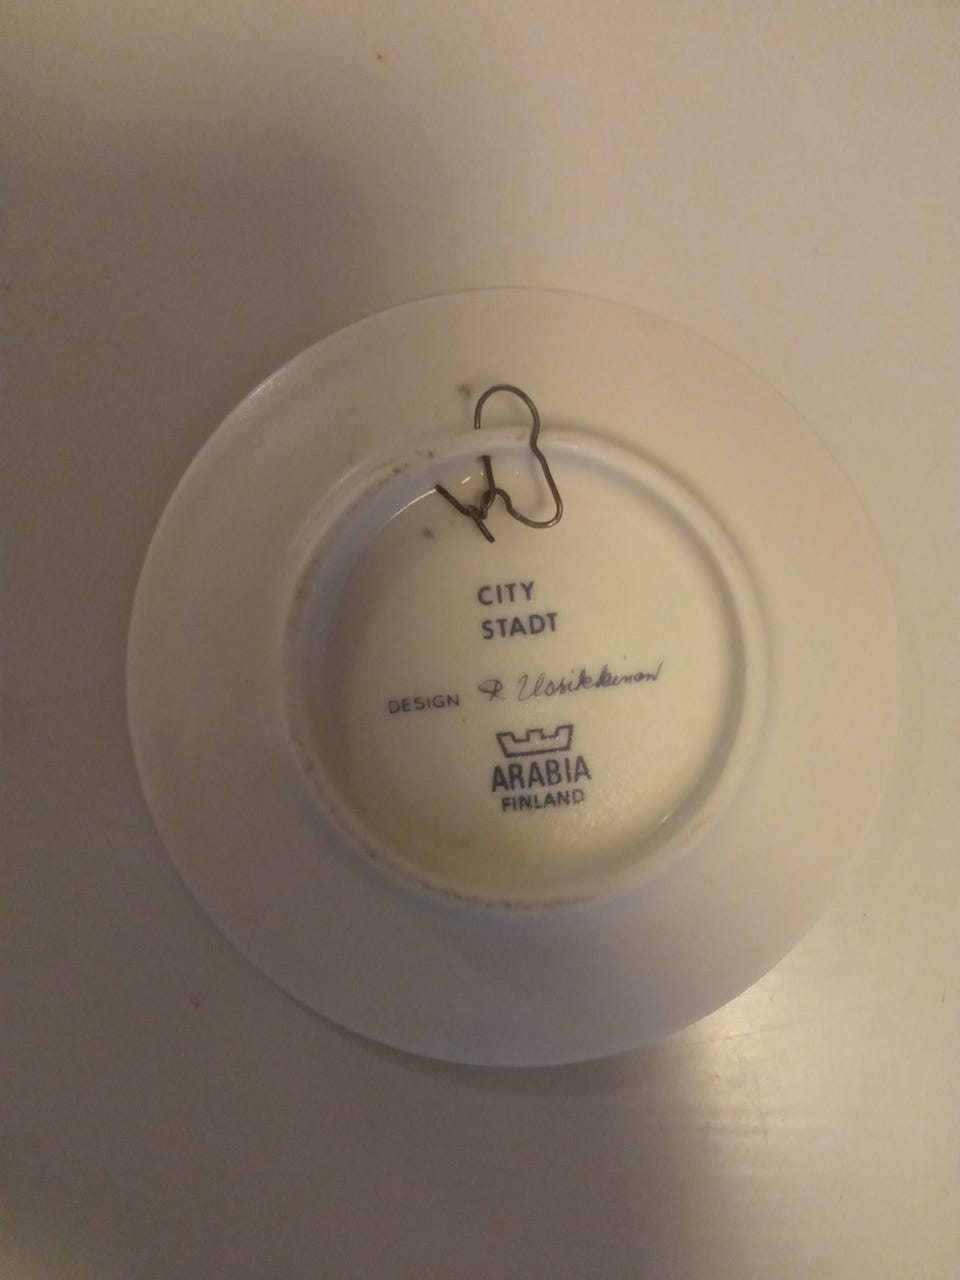 CITY
STADT
DESIGN R Uosikkinen
ARABIA
FINLAND